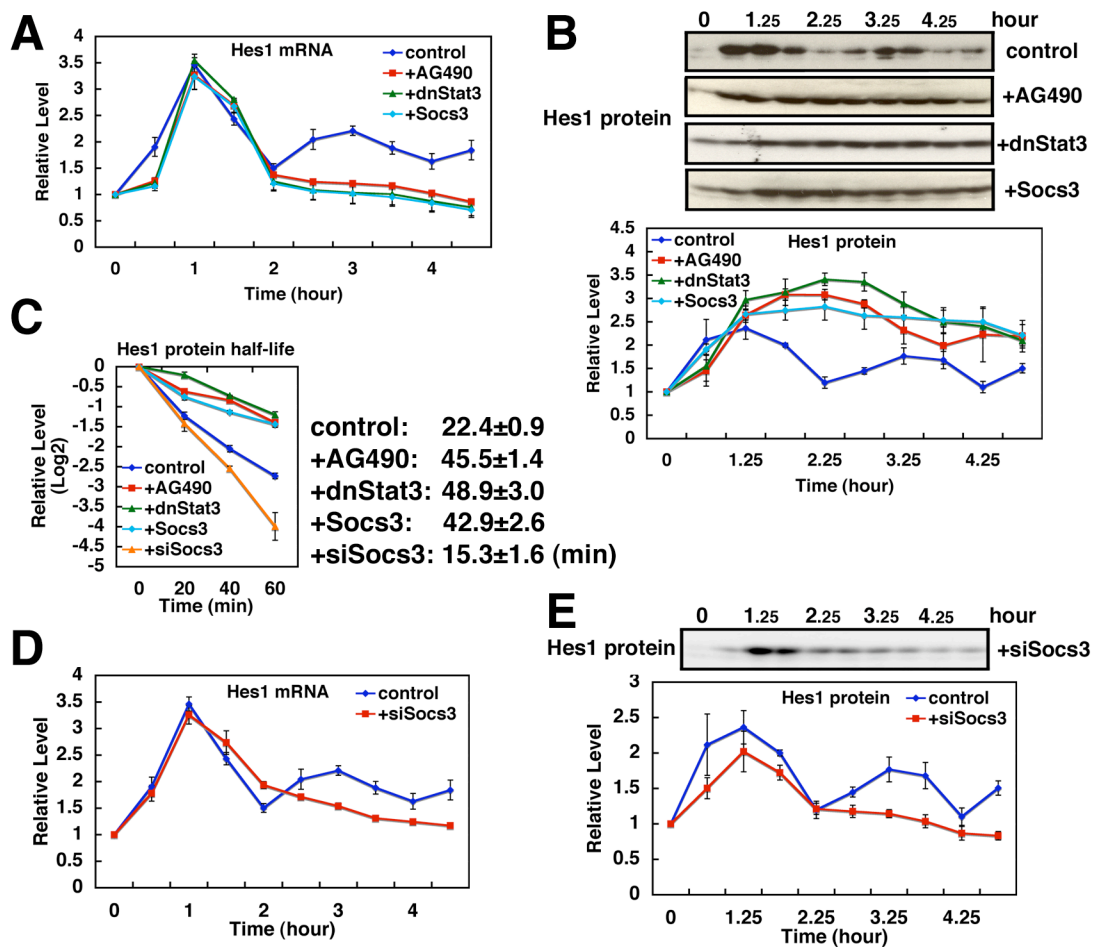 A
Hes1 mRNA
control
+AG490
+dnStat3
+Socs3
Relative Level
4
3.5
3
2.5
2
1.5
1
0.5
0
0 1 2 3 4
Time (hour)
B
0 1.25 2.25 3.25 4.25 hour
control
+AG490
Hes1 protein
+dnStat3
+Socs3
Hes1 protein
control
+AG490
+dnStat3
+Socs3
Relative Level
4.5
4
3.5
3
2.5
2
1.5
1
0.5
0
0 1.25 2.25 3.25 4.25
Time (hour)
C
Hes1 protein half-life
Relative Level
(Log2)
0
-0.5
-1
-1.5
-2
-2.5
-3
-3.5
-4
-4.5
-5
control
+AG490
+dnStat3
+Socs3
+siSocs3
0 20 40 60
Time (min)
control: 22.4±0.9
+AG490: 45.5±1.4
+dnStat3: 48.9±3.0
+Socs3: 42.9±2.6
+siSocs3: 15.3±1.6 (min)
D
Hes1 mRNA
control
+siSocs3
Relative Level
4
3.5
3
2.5
2
1.5
1
0.5
0
0 1 2 3 4
Time (hour)
E
0 1.25 2.25 3.25 4.25 hour
Hes1 protein
+siSocs3
Hes1 protein
control
+siSocs3
Relative Level
3
2.5
2
1.5
1
0.5
0
0 1.25 2.25 3.25 4.25
Time (hour)